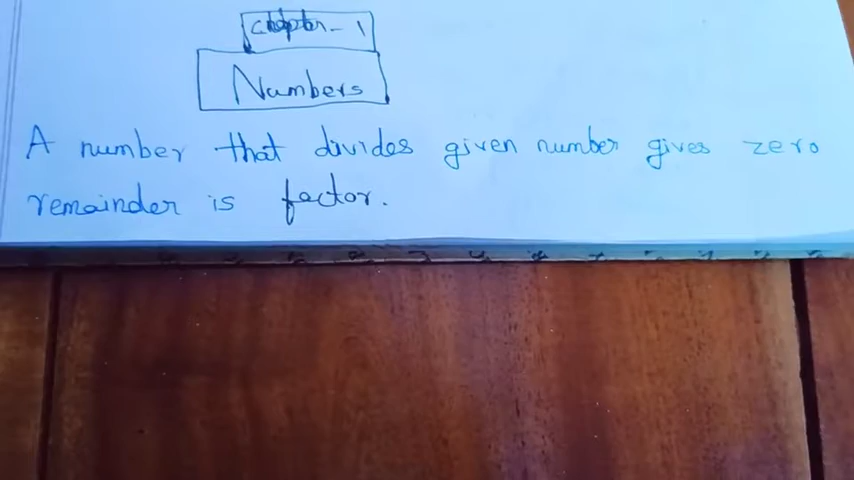 chapter - 1
Numbers
A number that divides given number gives zero
remainder is factor.